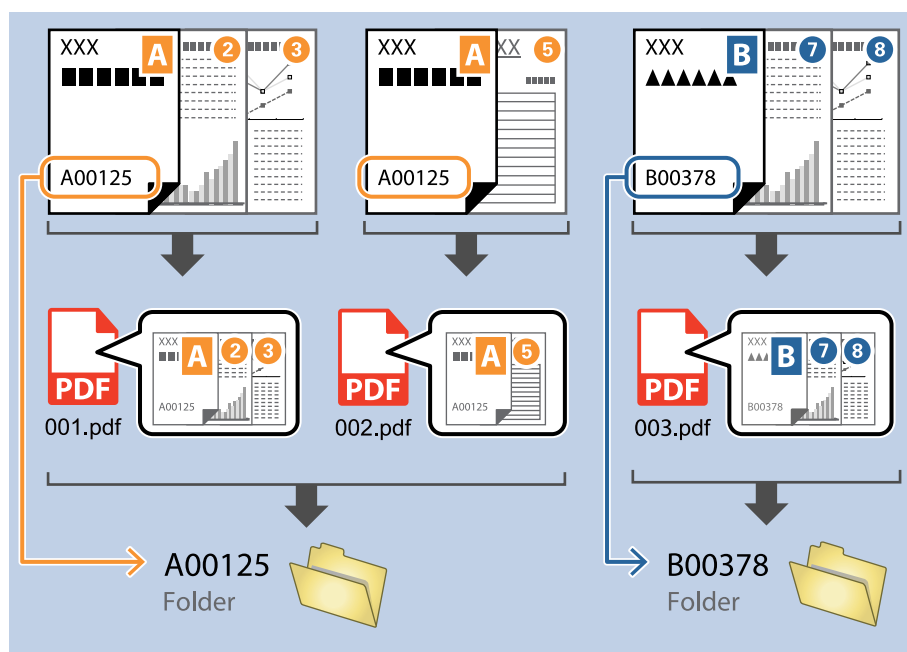 XXX A 2 3
A00125
XXX A XX 5
A00125
XXX B 7 8
B00378
PDF
001.pdf
XXX A 2 3
A00125
PDF
002.pdf
XXX A 5
A00125
PDF
003.pdf
XXX B 7 8
B00378
A00125
Folder
B00378
Folder